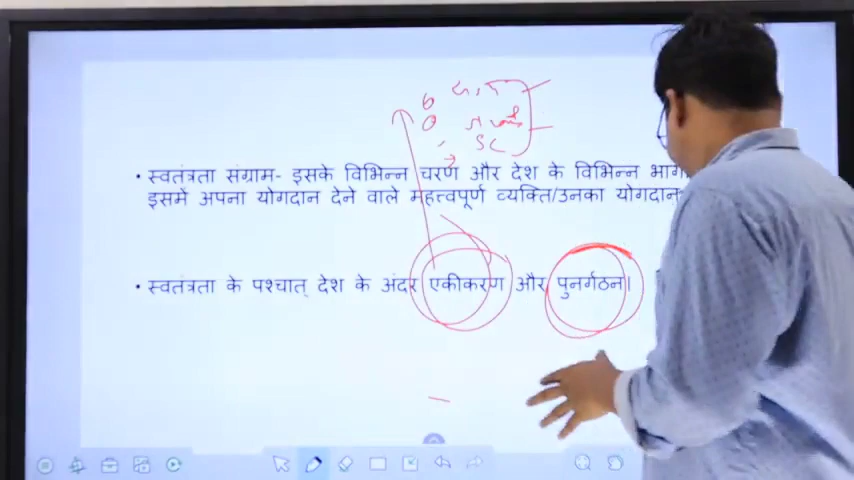 SC
• स्वतंत्रता संग्राम- इसके विभिन्न चरण और देश के विभिन्न भाग
इसमें अपना योगदान देने वाले महत्त्वपूर्ण व्यक्ति/उनका योगदान
• स्वतंत्रता के पश्चात् देश के अंदर एकीकरण और पुनर्गठन।